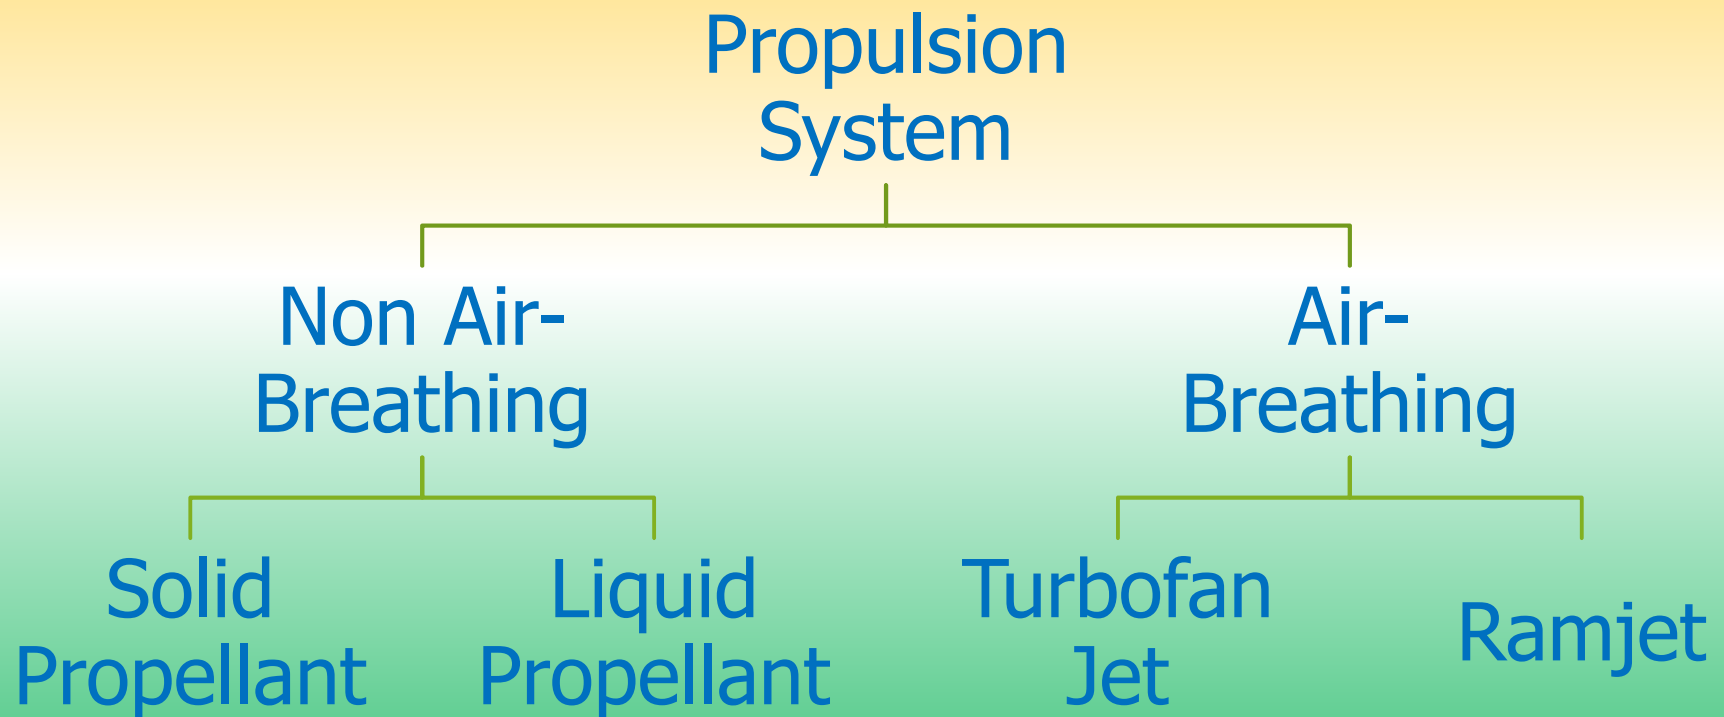 Propulsion
System
Non Air-
Breathing
Air-
Breathing
Solid
Propellant
Liquid
Propellant
Turbofan
Jet
Ramjet